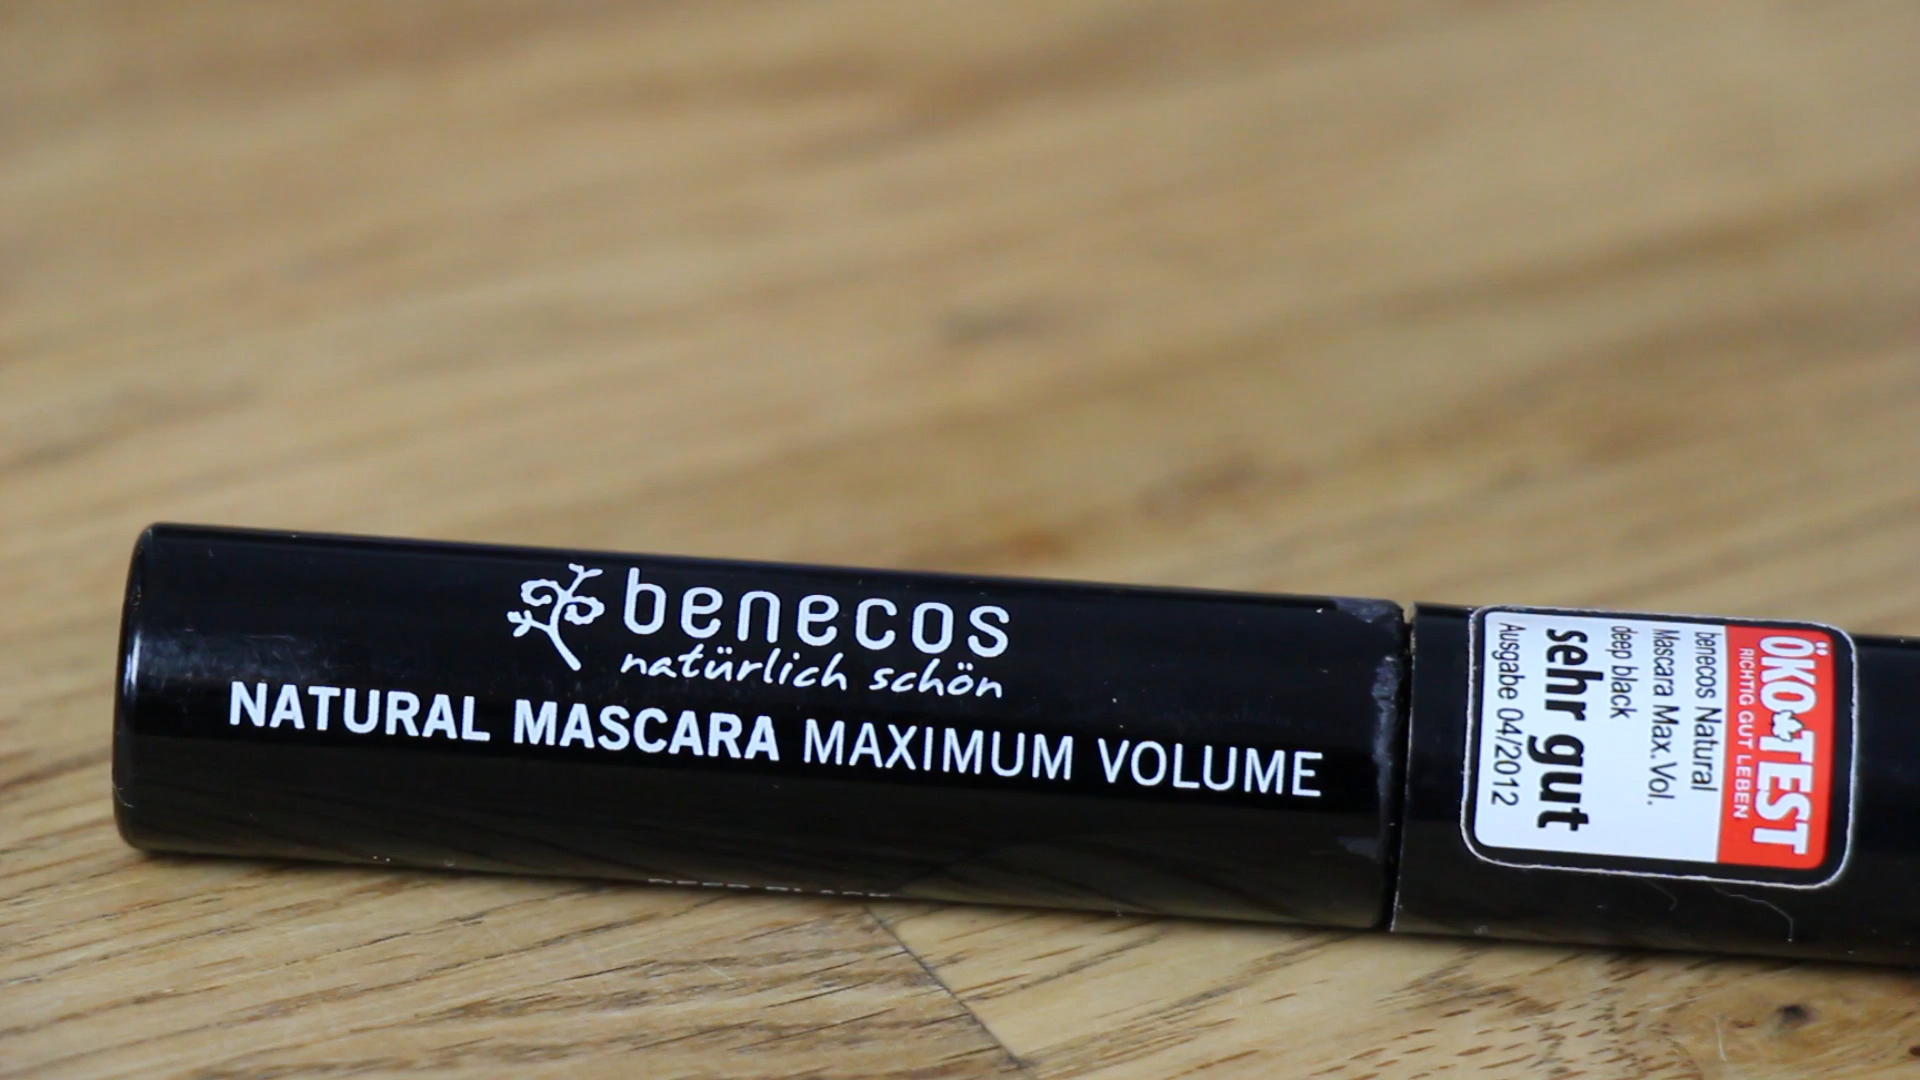 benecos
natürlich schön
NATURAL MASCARA MAXIMUM VOLUME
ÖKO TEST
RICHTIG GUT LEBEN
benecos Natural
Mascara Max.Vol.
deep black
sehr gut
Ausgabe 04/2012